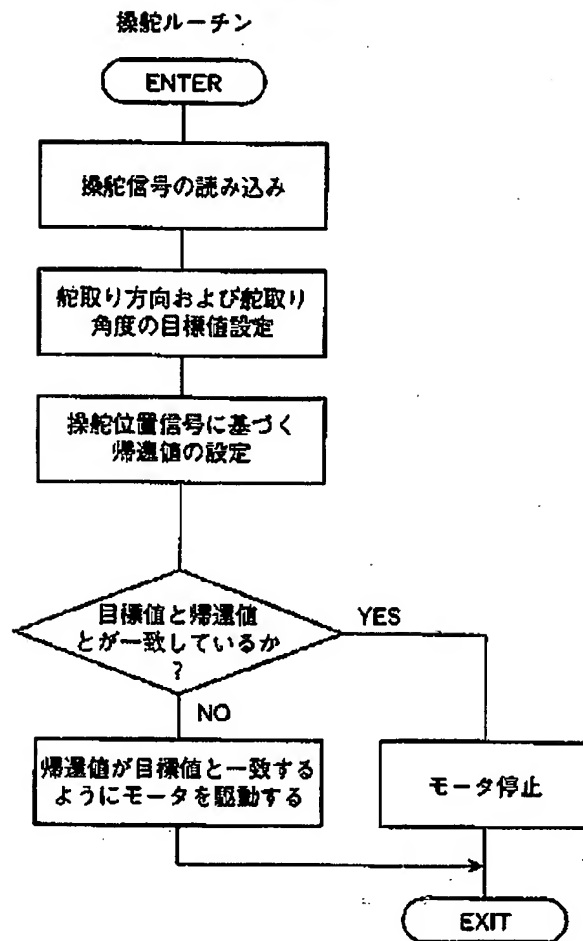 操舵ルーチン
ENTER
操舵信号の読み込み
舵取り方向および舵取り
角度の目標値設定
操舵位置信号に基づく
帰還値の設定
目標値と帰還値
とが一致しているか
?
YES
NO
帰還値が目標値と一致する
ようにモータを駆動する
モータ停止
EXIT